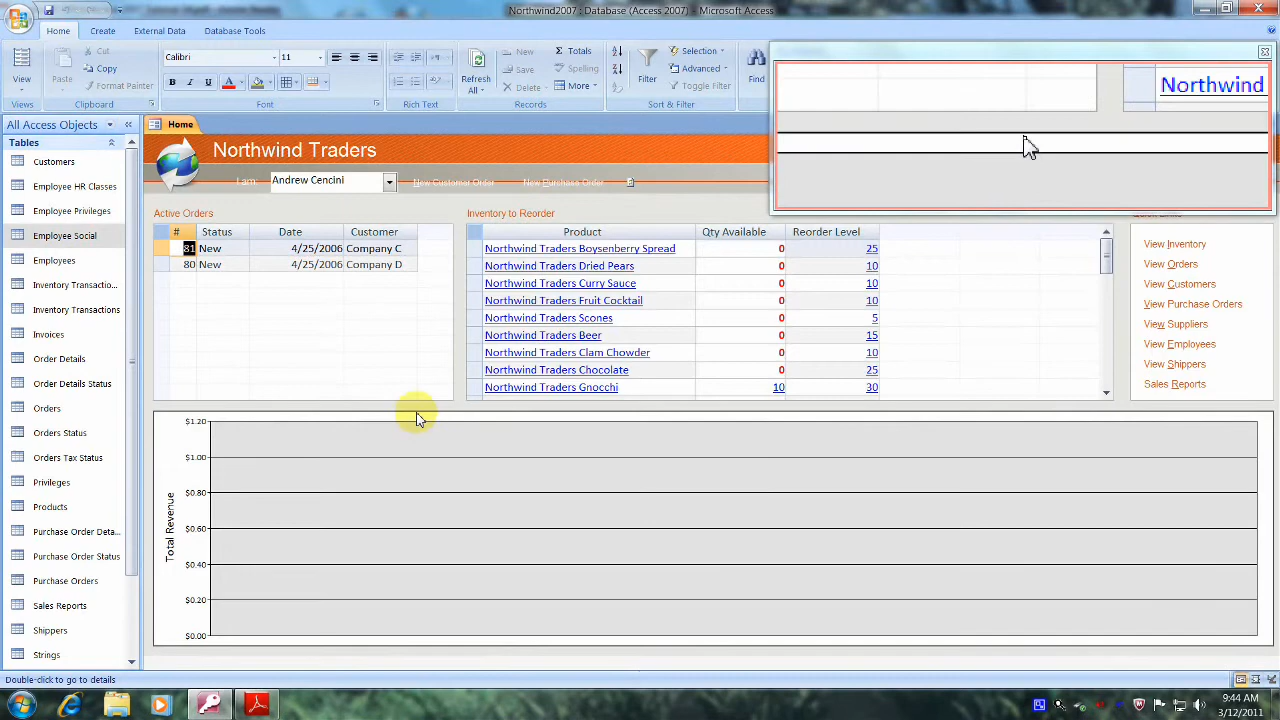 Northwind2007 : Database (Access 2007) - Microsoft Access
Home Create External Data Database Tools
View Paste Cut Copy Format Painter
Calibri 11
B I U A
Refresh All New Save Delete Totals Spelling More
Filter Selection Advanced Find
Views Clipboard Font Rich Text Records Sort & Filter
Northwind
All Access Objects
Home
Tables
Customers
Employee HR Classes
Employee Privileges
Employee Social
Employees
Inventory Transactio...
Inventory Transactions
Invoices
Order Details
Order Details Status
Orders
Orders Status
Orders Tax Status
Privileges
Products
Purchase Order Deta...
Purchase Order Status
Purchase Orders
Sales Reports
Shippers
Strings
Northwind Traders
I am: Andrew Cencini New Customer Order New Purchase Order
Active Orders
# Status Date Customer
81 New 4/25/2006 Company C
80 New 4/25/2006 Company D
Inventory to Reorder
Product Qty Available Reorder Level
Northwind Traders Boysenberry Spread 0 25
Northwind Traders Dried Pears 0 10
Northwind Traders Curry Sauce 0 10
Northwind Traders Fruit Cocktail 0 10
Northwind Traders Scones 0 5
Northwind Traders Beer 0 15
Northwind Traders Clam Chowder 0 10
Northwind Traders Chocolate 0 25
Northwind Traders Gnocchi 10 30
View Inventory
View Orders
View Customers
View Purchase Orders
View Suppliers
View Employees
View Shippers
Sales Reports
Total Revenue
$1.20
$1.00
$0.80
$0.60
$0.40
$0.20
$0.00
Double-click to go to details
9:44 AM
3/12/2011